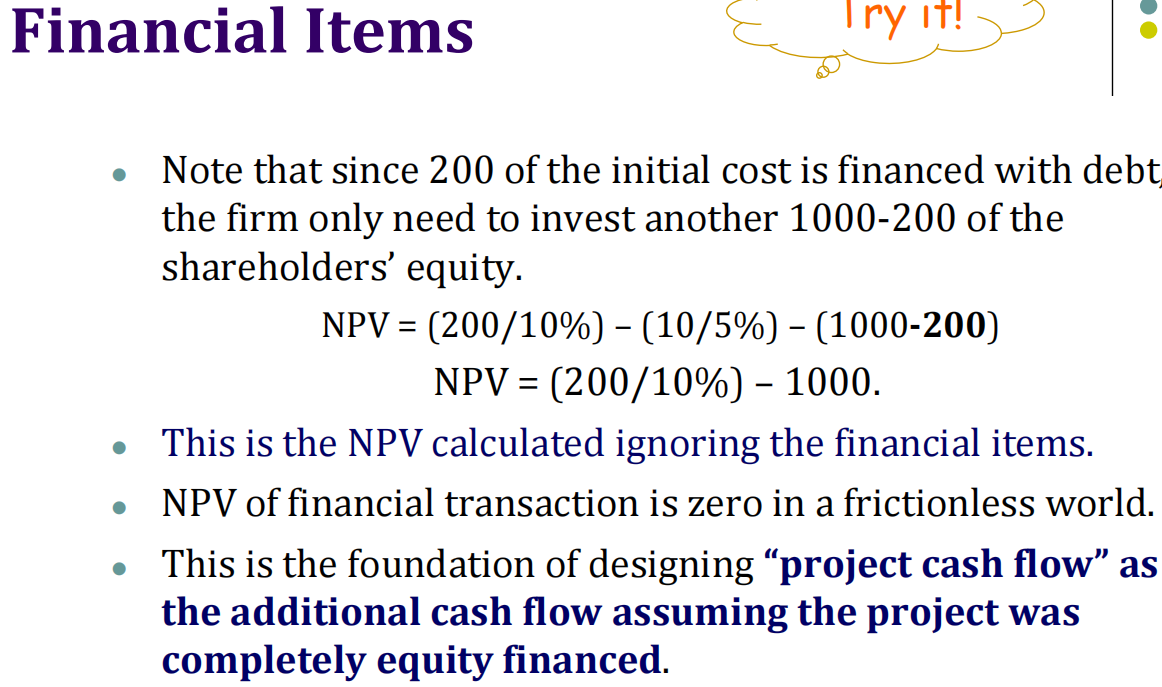 Financial Items
Try it!
Note that since 200 of the initial cost is financed with debt,
the firm only need to invest another 1000-200 of the
shareholders’ equity.
NPV = (200/10%) – (10/5%) – (1000-200)
NPV = (200/10%) – 1000.
This is the NPV calculated ignoring the financial items.
NPV of financial transaction is zero in a frictionless world.
This is the foundation of designing “project cash flow” as
the additional cash flow assuming the project was
completely equity financed.